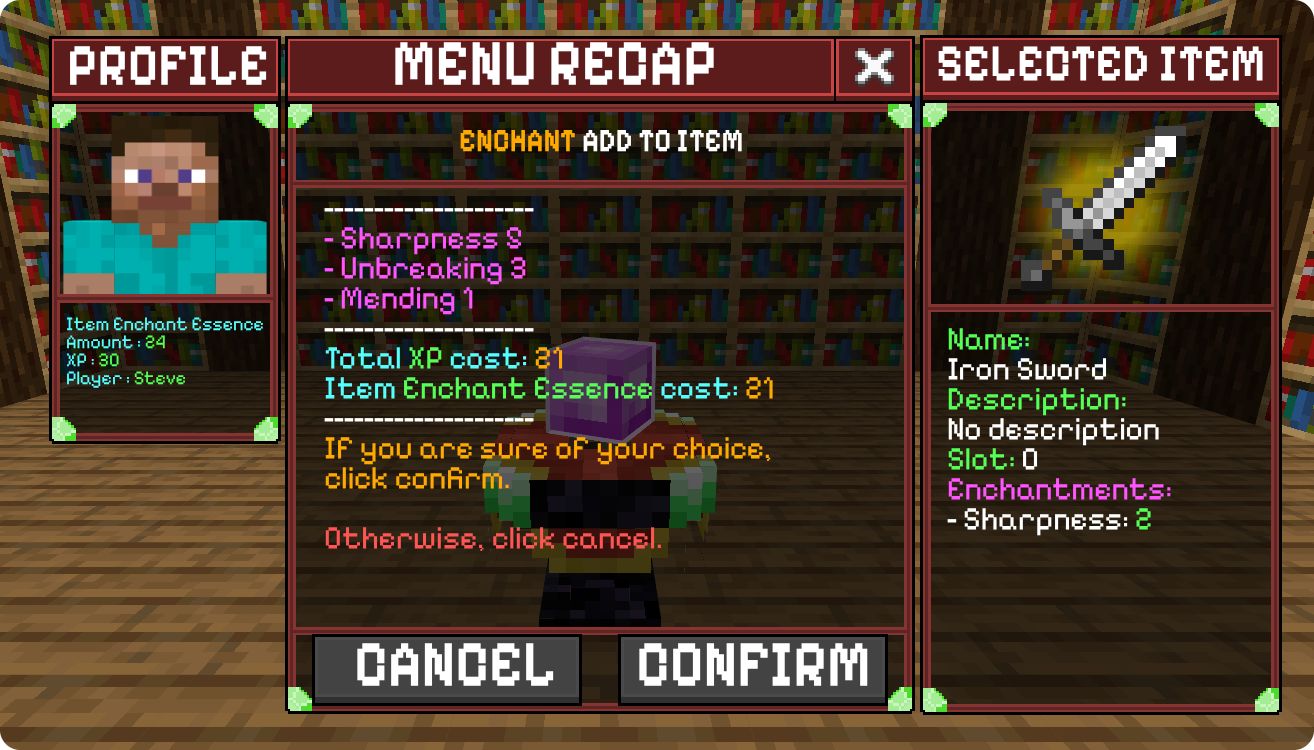 PROFILE
Item Enchant Essence
Amount : 24
XP : 30
Player : Steve
MENU RECAP
X
ENCHANT ADD TO ITEM
---------------------
- Sharpness 8
- Unbreaking 3
- Mending 1
---------------------
Total XP cost: 21
Item Enchant Essence cost: 21
---------------------
If you are sure of your choice,
click confirm.
Otherwise, click cancel.
CANCEL
CONFIRM
SELECTED ITEM
Name:
Iron Sword
Description:
No description
Slot: 0
Enchantments:
- Sharpness: 2